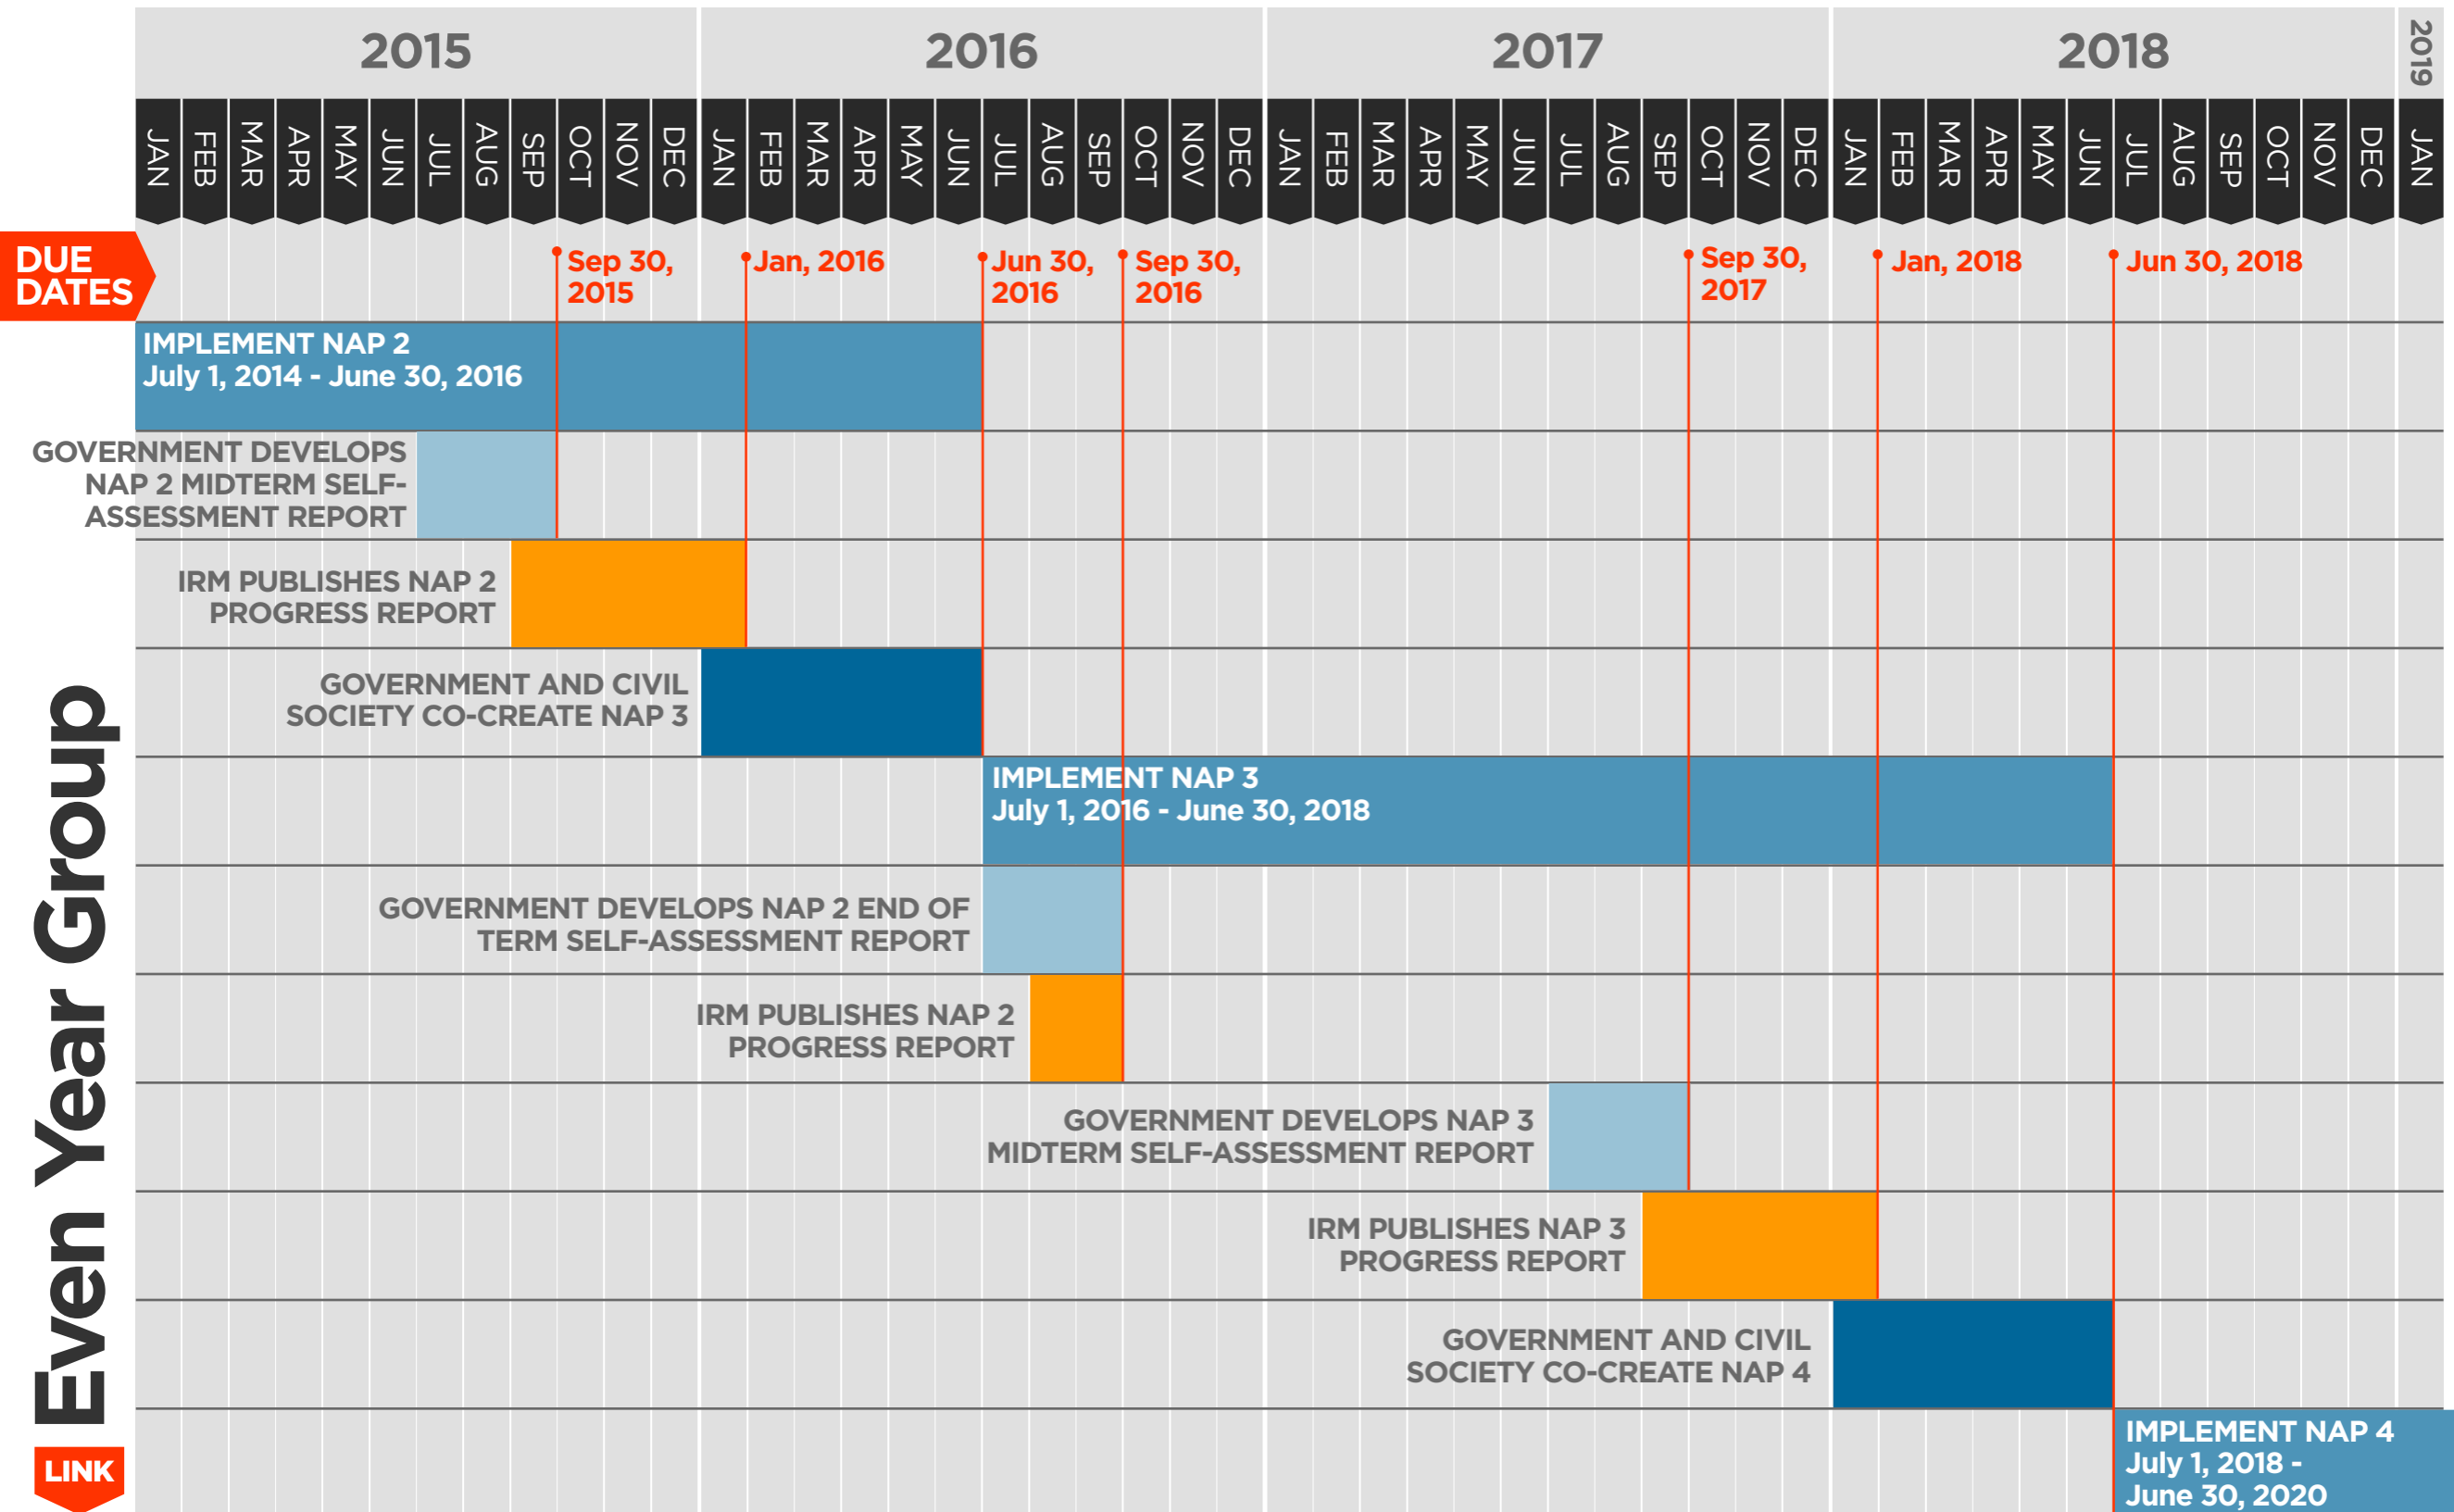 2015
2016
2017
2018
2019
JAN FEB MAR APR MAY JUN JUL AUG SEP OCT NOV DEC JAN FEB MAR APR MAY JUN JUL AUG SEP OCT NOV DEC JAN FEB MAR APR MAY JUN JUL AUG SEP OCT NOV DEC JAN FEB MAR APR MAY JUN JUL AUG SEP OCT NOV DEC JAN
DUE
DATES
Sep 30,
2015
Jan, 2016
Jun 30,
2016
Sep 30,
2016
Sep 30,
2017
Jan, 2018
Jun 30, 2018
IMPLEMENT NAP 2
July 1, 2014 - June 30, 2016
GOVERNMENT DEVELOPS
NAP 2 MIDTERM SELF-
ASSESSMENT REPORT
IRM PUBLISHES NAP 2
PROGRESS REPORT
GOVERNMENT AND CIVIL
SOCIETY CO-CREATE NAP 3
IMPLEMENT NAP 3
July 1, 2016 - June 30, 2018
GOVERNMENT DEVELOPS NAP 2 END OF
TERM SELF-ASSESSMENT REPORT
IRM PUBLISHES NAP 2
PROGRESS REPORT
GOVERNMENT DEVELOPS NAP 3
MIDTERM SELF-ASSESSMENT REPORT
IRM PUBLISHES NAP 3
PROGRESS REPORT
GOVERNMENT AND CIVIL
SOCIETY CO-CREATE NAP 4
IMPLEMENT NAP 4
July 1, 2018 -
June 30, 2020
Even Year Group
LINK